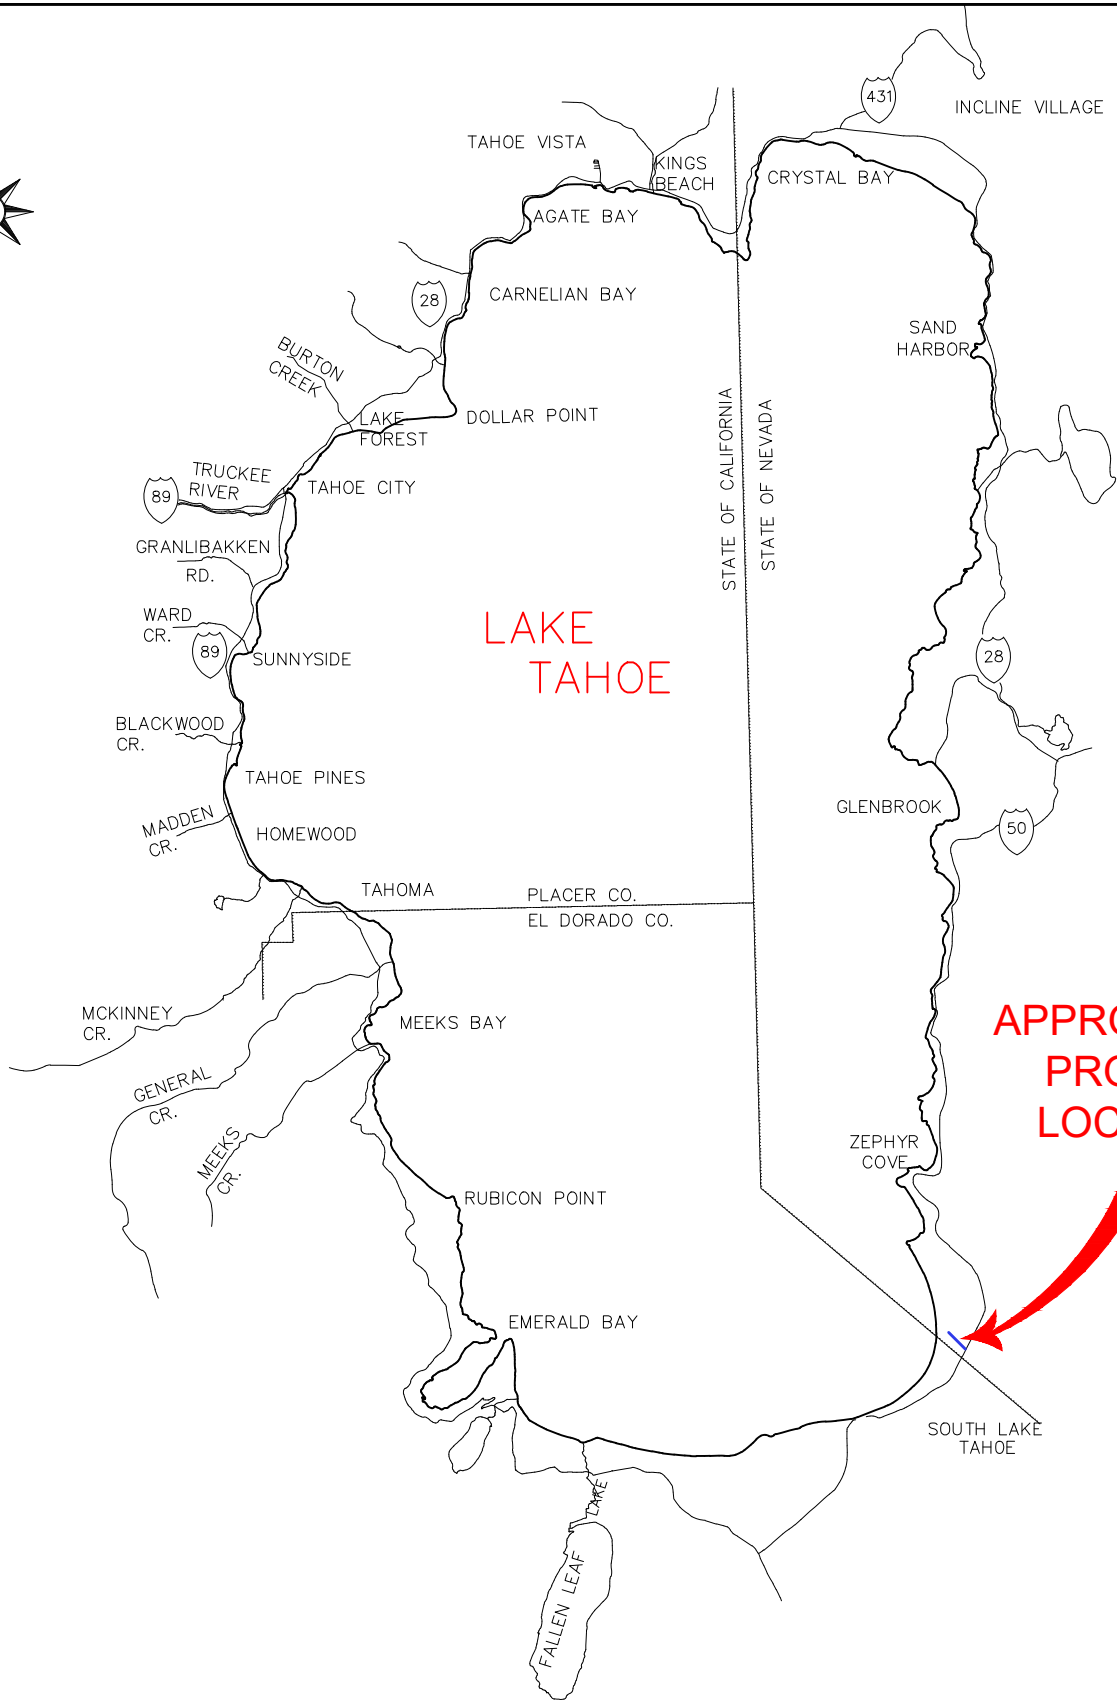 431
INCLINE VILLAGE
TAHOE VISTA
KINGS
BEACH
CRYSTAL BAY
AGATE BAY
28
CARNELIAN BAY
SAND
HARBOR
BURTON
CREEK
LAKE
FOREST
DOLLAR POINT
STATE OF CALIFORNIA
STATE OF NEVADA
TRUCKEE
RIVER
89
TAHOE CITY
GRANLIBAKKEN
RD.
WARD
CR.
89
SUNNYSIDE
LAKE
TAHOE
28
BLACKWOOD
CR.
TAHOE PINES
GLENBROOK
50
MADDEN
CR.
HOMEWOOD
TAHOMA
PLACER CO.
EL DORADO CO.
MCKINNEY
CR.
MEEKS BAY
APPRO
PRO
LOC
GENERAL
CR.
MEEKS
CR.
ZEPHYR
COVE
RUBICON POINT
EMERALD BAY
SOUTH LAKE
TAHOE
FALLEN LEAF
LAKE